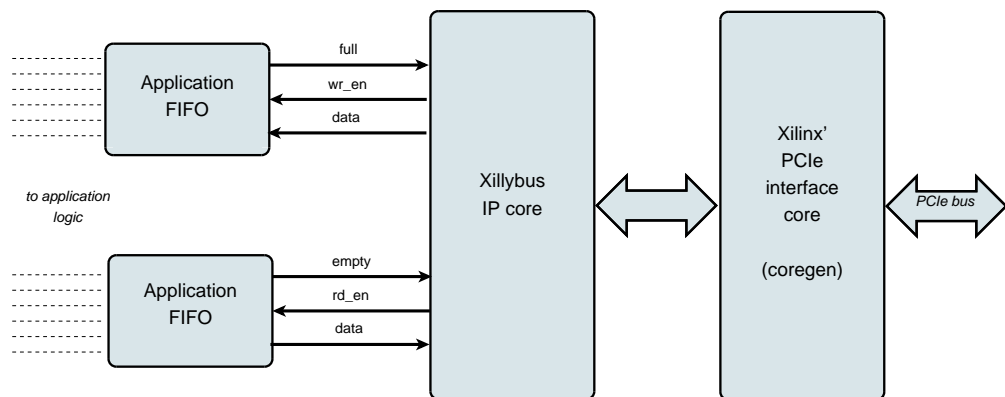 Application
FIFO
full
wr_en
data
to application
logic
Application
FIFO
empty
rd_en
data
Xillybus
IP core
Xilinx’
PCIe
interface
core
(coregen)
PCIe bus